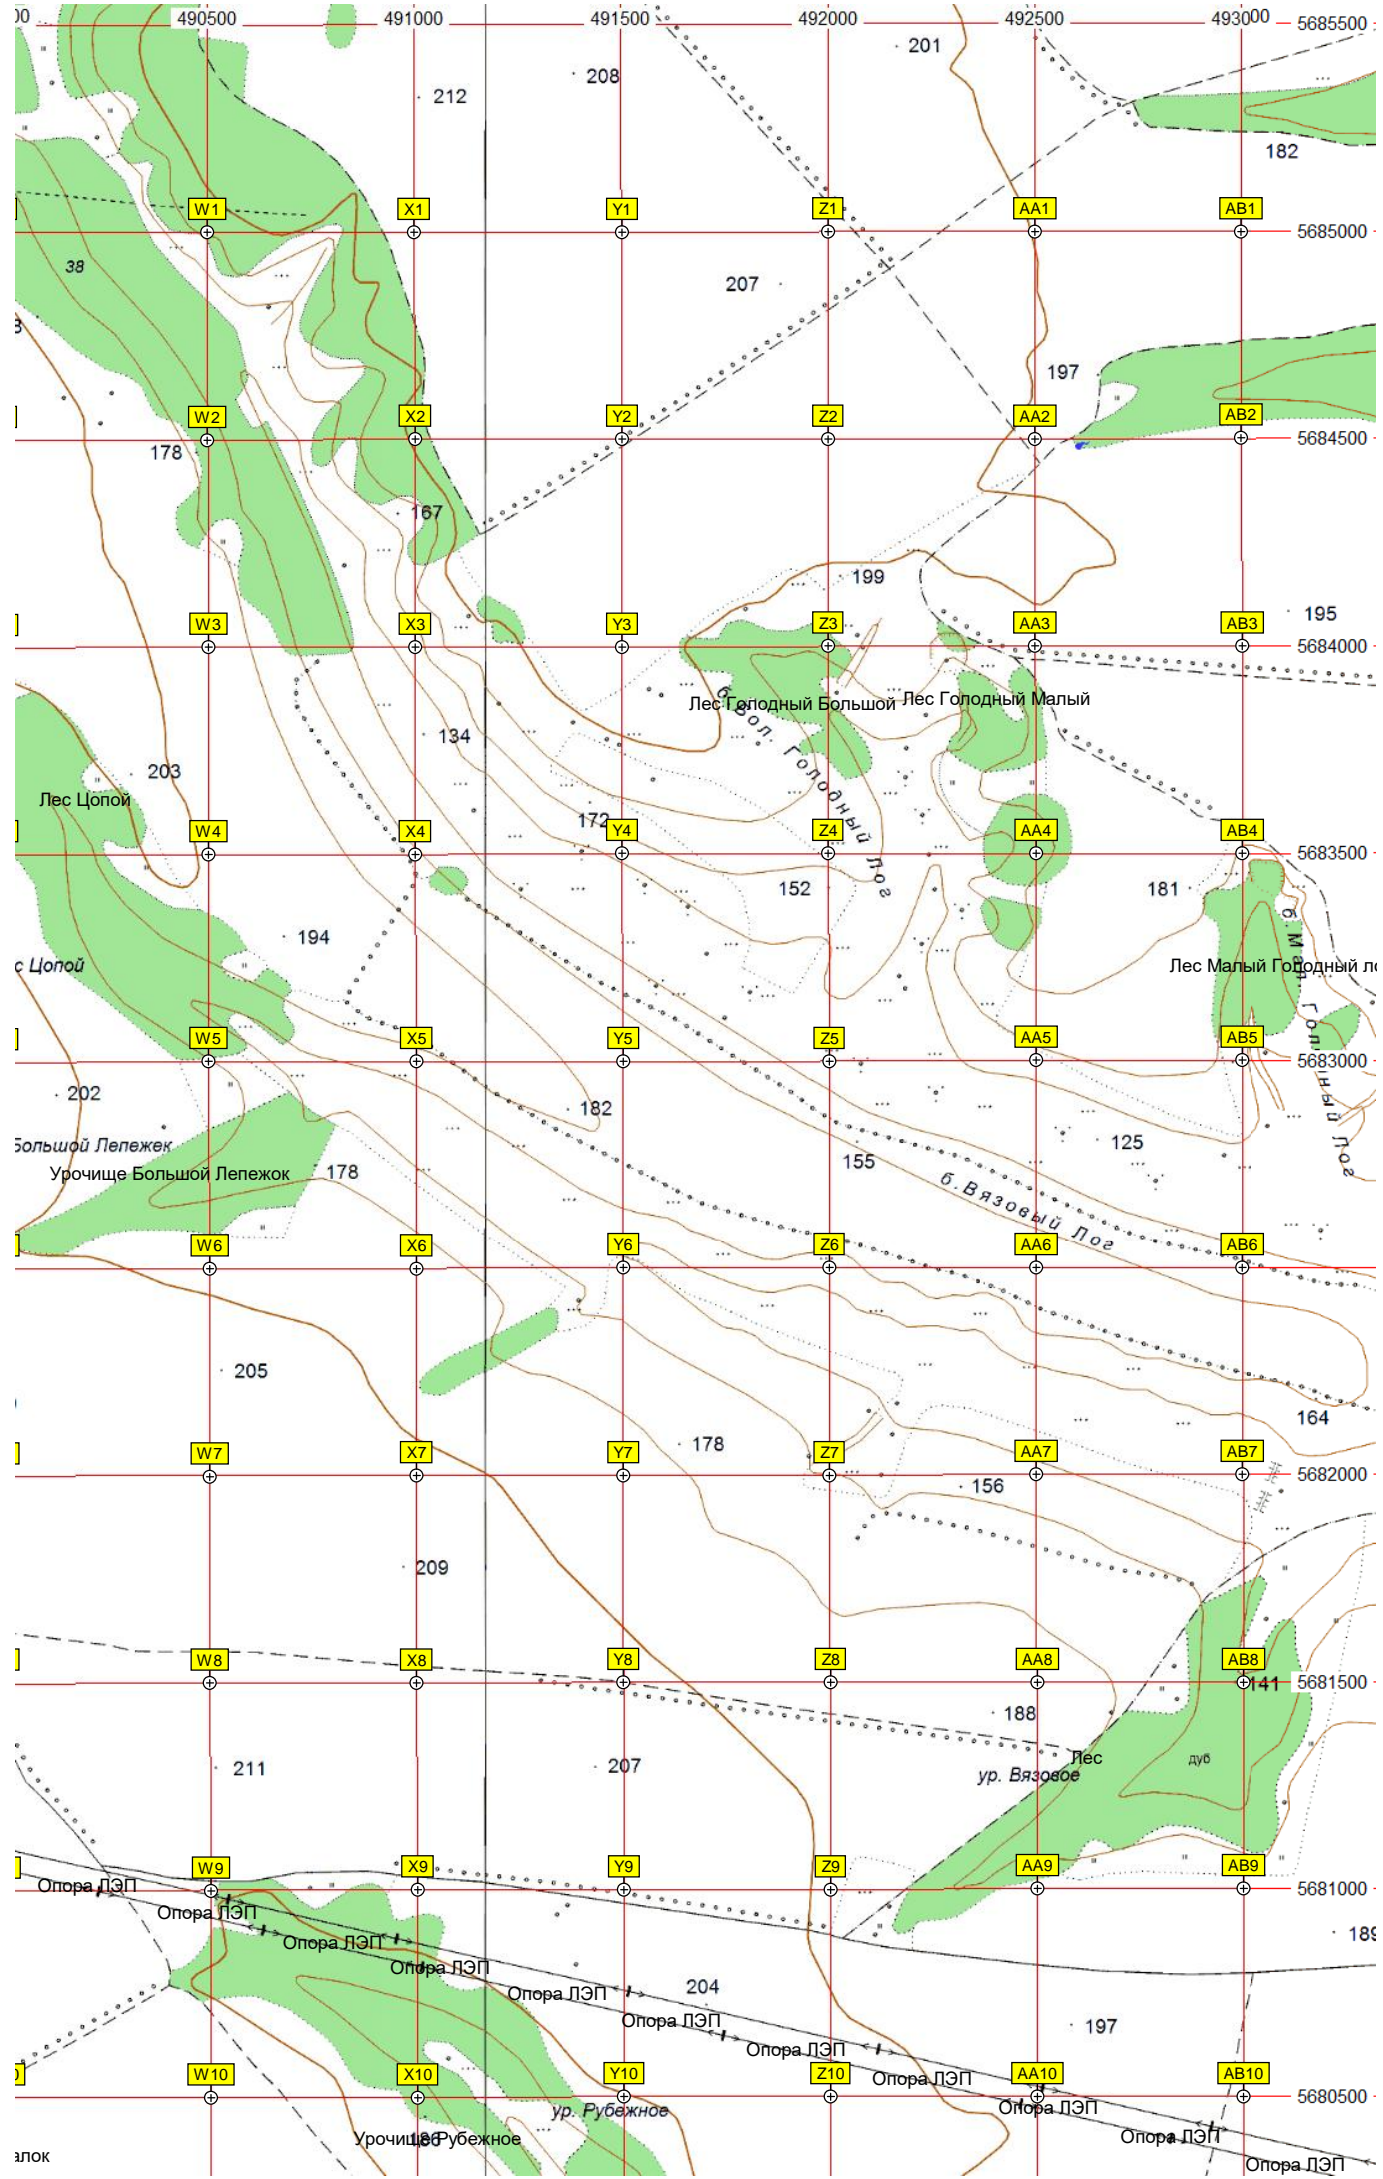 00 490500 491000 491500 492000 492500 493000 5685500
201
208
212
182
W1 X1 Y1 Z1 AA1 AB1 5685000
38
207
197
W2 X2 Y2 Z2 AA2 AB2 5684500
178
167
199
195
W3 X3 Y3 Z3 AA3 AB3 5684000
Лес Голодный Большой Лес Голодный Малый
б. Бол. Голодный Лог
134
203
Лес Цопой
172
W4 X4 Y4 Z4 AA4 AB4 5683500
152 181
194
с Цопой
Лес Малый Голодный ло
W5 X5 Y5 Z5 AA5 AB5 5683000
202 182
125
Большой Лепежек
155
Урочище Большой Лепежок 178
б. Вязовый Лог
W6 X6 Y6 Z6 AA6 AB6
205
164
178
W7 X7 Y7 Z7 AA7 AB7 5682000
156
209
W8 X8 Y8 Z8 AA8 AB8
141 5681500
188
Лес дуб
211 207
ур. Вязовое
W9 X9 Y9 Z9 AA9 AB9
Опора ЛЭП 5681000
Опора ЛЭП
189
Опора ЛЭП
Опора ЛЭП
204
Опора ЛЭП
Опора ЛЭП
197
Опора ЛЭП
W10 X10 Y10 Z10 AA10 AB10
Опора ЛЭП
5680500
Опора ЛЭП
ур. Рубежное
Опора ЛЭП
Урочище Рубежное
186
алок
Опора ЛЭП